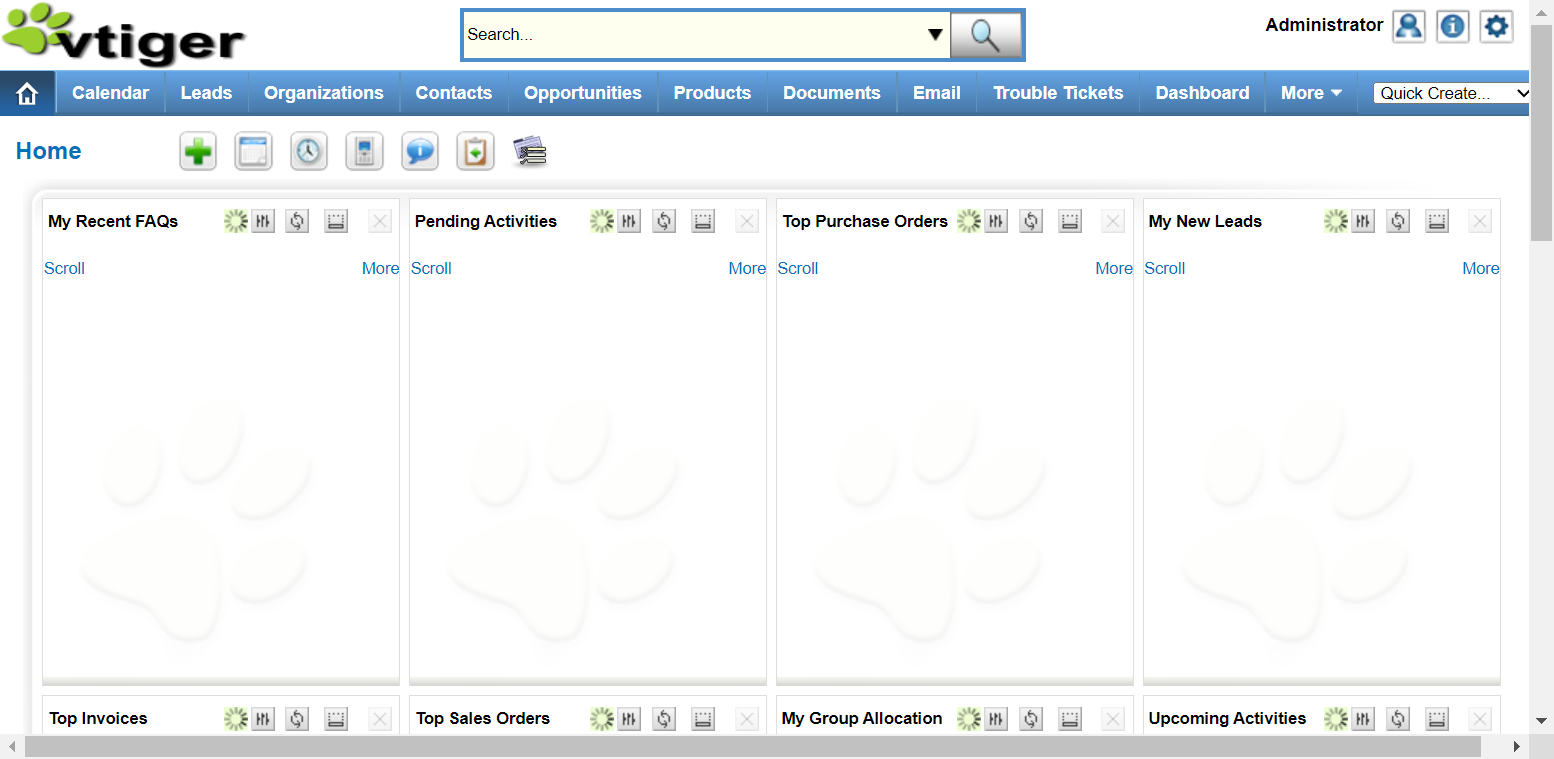 vtiger
Search...
Administrator
Calendar Leads Organizations Contacts Opportunities Products Documents Email Trouble Tickets Dashboard More Quick Create...
Home
My Recent FAQs Pending Activities Top Purchase Orders My New Leads
Scroll More Scroll More Scroll More Scroll More
Top Invoices Top Sales Orders My Group Allocation Upcoming Activities